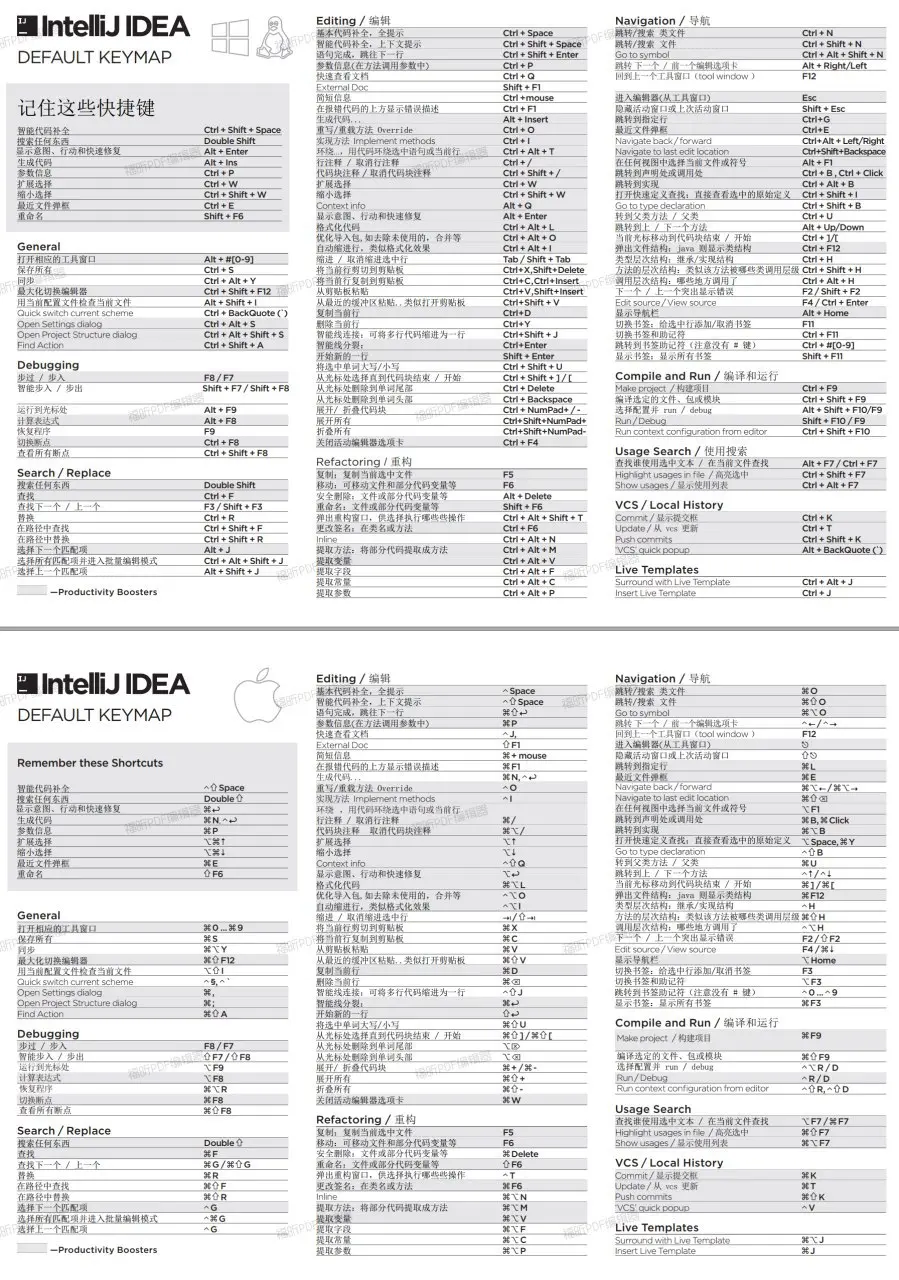 IntelliJ IDEA
DEFAULT KEYMAP
记住这些快捷键
智能代码补全 Ctrl + Shift + Space
搜索任何东西 Double Shift
显示意图、行动和快速修复 Alt + Enter
生成代码 Alt + Ins
参数信息 Ctrl + P
扩展选择 Ctrl + W
缩小选择 Ctrl + Shift + W
最近文件弹框 Ctrl + E
重命名 Shift + F6
General
打开相应的工具窗口 Alt + #[0-9]
保存所有 Ctrl + S
同步 Ctrl + Alt + Y
最大化切换编辑器 Ctrl + Shift + F12
用当前配置文件检查当前文件 Alt + Shift + I
Quick switch current scheme Ctrl + BackQuote (`)
Open Settings dialog Ctrl + Alt + S
Open Project Structure dialog Ctrl + Alt + Shift + S
Find Action Ctrl + Shift + A
Debugging
步过 / 步入 F8 / F7
智能步入 / 步出 Shift + F7 / Shift + F8
运行到光标处 Alt + F9
计算表达式 Alt + F8
恢复程序 F9
切换断点 Ctrl + F8
查看所有断点 Ctrl + Shift + F8
Search / Replace
搜索任何东西 Double Shift
查找 Ctrl + F
查找下一个 / 上一个 F3 / Shift + F3
替换 Ctrl + R
在路径中查找 Ctrl + Shift + F
在路径中替换 Ctrl + Shift + R
选择下一个匹配项 Alt + J
选择所有匹配项并进入批量编辑模式 Ctrl + Alt + Shift + J
选择上一个匹配项 Alt + Shift + J
—Productivity Boosters
Editing / 编辑
基本代码补全,全提示 Ctrl + Space
智能代码补全,上下文提示 Ctrl + Shift + Space
语句完成,跳往下一行 Ctrl + Shift + Enter
参数信息(在方法调用参数中) Ctrl + P
快速查看文档 Ctrl + Q
External Doc Shift + F1
简短信息 Ctrl +mouse
在报错代码的上方显示错误描述 Ctrl + F1
生成代码... Alt + Insert
重写/重载方法 Override Ctrl + O
实现方法 Implement methods Ctrl + I
环绕..,用代码环绕选中语句或当前行 Ctrl + Alt + T
行注释 / 取消行注释 Ctrl + /
代码块注释 / 取消代码块注释 Ctrl + Shift + /
扩展选择 Ctrl + W
缩小选择 Ctrl + Shift + W
Context info Alt + Q
显示意图、行动和快速修复 Alt + Enter
格式化代码 Ctrl + Alt + L
优化导入包,如去除未使用的,合并等 Ctrl + Alt + O
自动缩进行,类似格式化效果 Ctrl + Alt + I
缩进 / 取消缩进选中行 Tab / Shift + Tab
将当前行剪切到剪贴板 Ctrl+X,Shift+Delete
将当前行复制到剪贴板 Ctrl+C,Ctrl+Insert
从剪贴板粘贴 Ctrl+V,Shift+Insert
从最近的缓冲区粘贴..类似打开剪贴板 Ctrl+Shift + V
复制当前行 Ctrl+D
删除当前行 Ctrl+Y
智能线连接:可将多行代码缩进为一行 Ctrl+Shift + J
智能线分裂: Ctrl+Enter
开始新的一行 Shift + Enter
将选中单词大写/小写 Ctrl + Shift + U
从光标处选择直到代码块结束 / 开始 Ctrl + Shift + ] / [
从光标处删除到单词尾部 Ctrl + Delete
从光标处删除到单词头部 Ctrl + Backspace
展开/ 折叠代码块 Ctrl + NumPad+ / -
展开所有 Ctrl+Shift+NumPad+
折叠所有 Ctrl+Shift+NumPad-
关闭活动编辑器选项卡 Ctrl + F4
Refactoring / 重构
复制: 复制当前选中文件 F5
移动: 可移动文件和部分代码变量等 F6
安全删除: 文件或部分代码变量等 Alt + Delete
重命名: 文件或部分代码变量等 Shift + F6
弹出重构窗口,供选择执行哪些些操作 Ctrl + Alt + Shift + T
更改签名: 在类名或方法 Ctrl + F6
Inline Ctrl + Alt + N
提取方法: 将部分代码提取成方法 Ctrl + Alt + M
提取变量 Ctrl + Alt + V
提取字段 Ctrl + Alt + F
提取常量 Ctrl + Alt + C
提取参数 Ctrl + Alt + P
Navigation / 导航
跳转/搜索 类文件 Ctrl + N
跳转/搜索 文件 Ctrl + Shift + N
Go to symbol Ctrl + Alt + Shift + N
跳转 下一个 / 前一个编辑选项卡 Alt + Right/Left
回到上一个工具窗口(tool window ) F12
进入编辑器(从工具窗口) Esc
隐藏活动窗口或上次活动窗口 Shift + Esc
跳转到指定行 Ctrl+G
最近文件弹框 Ctrl+E
Navigate back / forward Ctrl+Alt + Left/Right
Navigate to last edit location Ctrl+Shift+Backspace
在任何视图中选择当前文件或符号 Alt + F1
跳转到声明处或调用处 Ctrl + B , Ctrl + Click
跳转到实现 Ctrl + Alt + B
打开快速定义查找: 直接查看选中的原始定义 Ctrl + Shift + I
Go to type declaration Ctrl + Shift + B
转到父类方法 / 父类 Ctrl + U
跳转到上 / 下一个方法 Alt + Up/Down
当前光标移动到代码块结束 / 开始 Ctrl + ]/[
弹出文件结构: java 则显示类结构 Ctrl + F12
类型层次结构: 继承/实现结构 Ctrl + H
方法的层次结构: 类似该方法被哪些类调用层级 Ctrl + Shift + H
调用层次结构: 哪些地方调用了 Ctrl + Alt + H
下一个 / 上一个突出显示错误 F2 / Shift + F2
Edit source / View source F4 / Ctrl + Enter
显示导航栏 Alt + Home
切换书签: 给选中行添加/取消书签 F11
切换书签和助记符 Ctrl + F11
跳转到书签助记符(注意没有 # 键) Ctrl + #[0-9]
显示书签: 显示所有书签 Shift + F11
Compile and Run / 编译和运行
Make project /构建项目 Ctrl + F9
编译选定的文件、包或模块 Ctrl + Shift + F9
选择配置并 run / debug Alt + Shift + F10/F9
Run / Debug Shift + F10 / F9
Run context configuration from editor Ctrl + Shift + F10
Usage Search / 使用搜索
查找谁使用选中文本 / 在当前文件查找 Alt + F7 / Ctrl + F7
Highlight usages in file /高亮选中 Ctrl + Shift + F7
Show usages /显示使用列表 Ctrl + Alt + F7
VCS / Local History
Commit /显示提交框 Ctrl + K
Update /从 vcs 更新 Ctrl + T
Push commits Ctrl + Shift + K
'VCS' quick popup Alt + BackQuote (`)
Live Templates
Surround with Live Template Ctrl + Alt + J
Insert Live Template Ctrl + J
IntelliJ IDEA
DEFAULT KEYMAP
Remember these Shortcuts
智能代码补全 ⌃⇧Space
搜索任何东西 Double⇧
显示意图、行动和快速修复 ⌘↩
生成代码 ⌘N,⌃↩
参数信息 ⌘P
扩展选择 ⌥⌘↑
缩小选择 ⌥⌘↓
最近文件弹框 ⌘E
重命名 ⇧F6
General
打开相应的工具窗口 ⌘0...⌘9
保存所有 ⌘S
同步 ⌘⌥Y
最大化切换编辑器 ⌘⇧F12
用当前配置文件检查当前文件 ⌥⇧I
Quick switch current scheme ⌃§,⌃`
Open Settings dialog ⌘,
Open Project Structure dialog ⌘;
Find Action ⌘⇧A
Debugging
步过 / 步入 F8 / F7
智能步入 / 步出 ⇧F7 / ⇧F8
运行到光标处 ⌥F9
计算表达式 ⌥F8
恢复程序 ⌘⌥R
切换断点 ⌘F8
查看所有断点 ⌘⇧F8
Search / Replace
搜索任何东西 Double⇧
查找 ⌘F
查找下一个 / 上一个 ⌘G/⌘⇧G
替换 ⌘R
在路径中查找 ⌘⇧F
在路径中替换 ⌘⇧R
选择下一个匹配项 ⌃G
选择所有匹配项并进入批量编辑模式 ⌃⌘G
选择上一个匹配项 ⌃G
—Productivity Boosters
Editing / 编辑
基本代码补全,全提示 ⌃Space
智能代码补全,上下文提示 ⌃⇧Space
语句完成,跳往下一行 ⌘⇧↩
参数信息(在方法调用参数中) ⌘P
快速查看文档 ⌃J,
External Doc ⇧F1
简短信息 ⌘+ mouse
在报错代码的上方显示错误描述 ⌘F1
生成代码... ⌘N,⌃↩
重写/重载方法 Override ⌃O
实现方法 Implement methods ⌃I
环绕 ,用代码环绕选中语句或当前行
行注释 / 取消行注释 ⌘/
代码块注释 取消代码块注释 ⌘⌥/
扩展选择 ⌥↑
缩小选择 ⌥↓
Context info ⌃⇧Q
显示意图、行动和快速修复 ⌥↩
格式化代码 ⌘⌥L
优化导入包,如去除未使用的,合并等 ⌃⌥O
自动缩进行,类似格式化效果 ⌃⌥I
缩进 / 取消缩进选中行 ⇥/⇧⇥
将当前行剪切到剪贴板 ⌘X
将当前行复制到剪贴板 ⌘C
从剪贴板粘贴 ⌘V
从最近的缓冲区粘贴..类似打开剪贴板 ⌘⇧V
复制当前行 ⌘D
删除当前行 ⌘⌫
智能线连接:可将多行代码缩进为一行 ⌃⇧J
智能线分裂: ⌘↩
开始新的一行 ⇧↩
将选中单词大写/小写 ⌘⇧U
从光标处选择直到代码块结束 / 开始 ⌘⇧]/⌘⇧[
从光标处删除到单词尾部 ⌥⌦
从光标处删除到单词头部 ⌥⌫
展开/ 折叠代码块 ⌘+/⌘-
展开所有 ⌘⇧+
折叠所有 ⌘⇧-
关闭活动编辑器选项卡 ⌘W
Refactoring / 重构
复制: 复制当前选中文件 F5
移动: 可移动文件和部分代码变量等 F6
安全删除: 文件或部分代码变量等 ⌘Delete
重命名: 文件或部分代码变量等 ⇧F6
弹出重构窗口,供选择执行哪些些操作 ⌃T
更改签名: 在类名或方法 ⌘F6
Inline ⌘⌥N
提取方法: 将部分代码提取成方法 ⌘⌥M
提取变量 ⌘⌥V
提取字段 ⌘⌥F
提取常量 ⌘⌥C
提取参数 ⌘⌥P
Navigation / 导航
跳转/搜索 类文件 ⌘O
跳转/搜索 文件 ⌘⇧O
Go to symbol ⌘⌥O
跳转 下一个 / 前一个编辑选项卡 ⌃←/⌃→
回到上一个工具窗口(tool window ) F12
进入编辑器(从工具窗口) ⎋
隐藏活动窗口或上次活动窗口 ⇧⎋
跳转到指定行 ⌘L
最近文件弹框 ⌘E
Navigate back / forward ⌘⌥←/⌘⌥→
Navigate to last edit location ⌘⇧⌫
在任何视图中选择当前文件或符号 ⌥F1
跳转到声明处或调用处 ⌘B,⌘Click
跳转到实现 ⌘⌥B
打开快速定义查找: 直接查看选中的原始定义 ⌥Space,⌘Y
Go to type declaration ⌃⇧B
转到父类方法 / 父类 ⌘U
跳转到上 / 下一个方法 ⌃↑/⌃↓
当前光标移动到代码块结束 / 开始 ⌘]/⌘[
弹出文件结构: java 则显示类结构 ⌘F12
类型层次结构: 继承/实现结构 ⌃H
方法的层次结构: 类似该方法被哪些类调用层级 ⌘⇧H
调用层次结构: 哪些地方调用了 ⌃⌥H
下一个 / 上一个突出显示错误 F2/⇧F2
Edit source / View source F4/⌘↓
显示导航栏 ⌥Home
切换书签: 给选中行添加/取消书签 F3
切换书签和助记符 ⌥F3
跳转到书签助记符(注意没有 # 键) ⌃0...⌃9
显示书签: 显示所有书签 ⌘F3
Compile and Run / 编译和运行
Make project /构建项目 ⌘F9
编译选定的文件、包或模块 ⌘⇧F9
选择配置并 run / debug ⌃⌥R / D
Run / Debug ⌃R / D
Run context configuration from editor ⌃⇧R,⌃⇧D
Usage Search
查找谁使用选中文本 / 在当前文件查找 ⌥F7/⌘F7
Highlight usages in file /高亮选中 ⌘⇧F7
Show usages /显示使用列表 ⌘⌥F7
VCS / Local History
Commit /显示提交框 ⌘K
Update /从 vcs 更新 ⌘T
Push commits ⌘⇧K
'VCS' quick popup ⌃V
Live Templates
Surround with Live Template ⌘⌥J
Insert Live Template ⌘J
福昕PDF编辑器